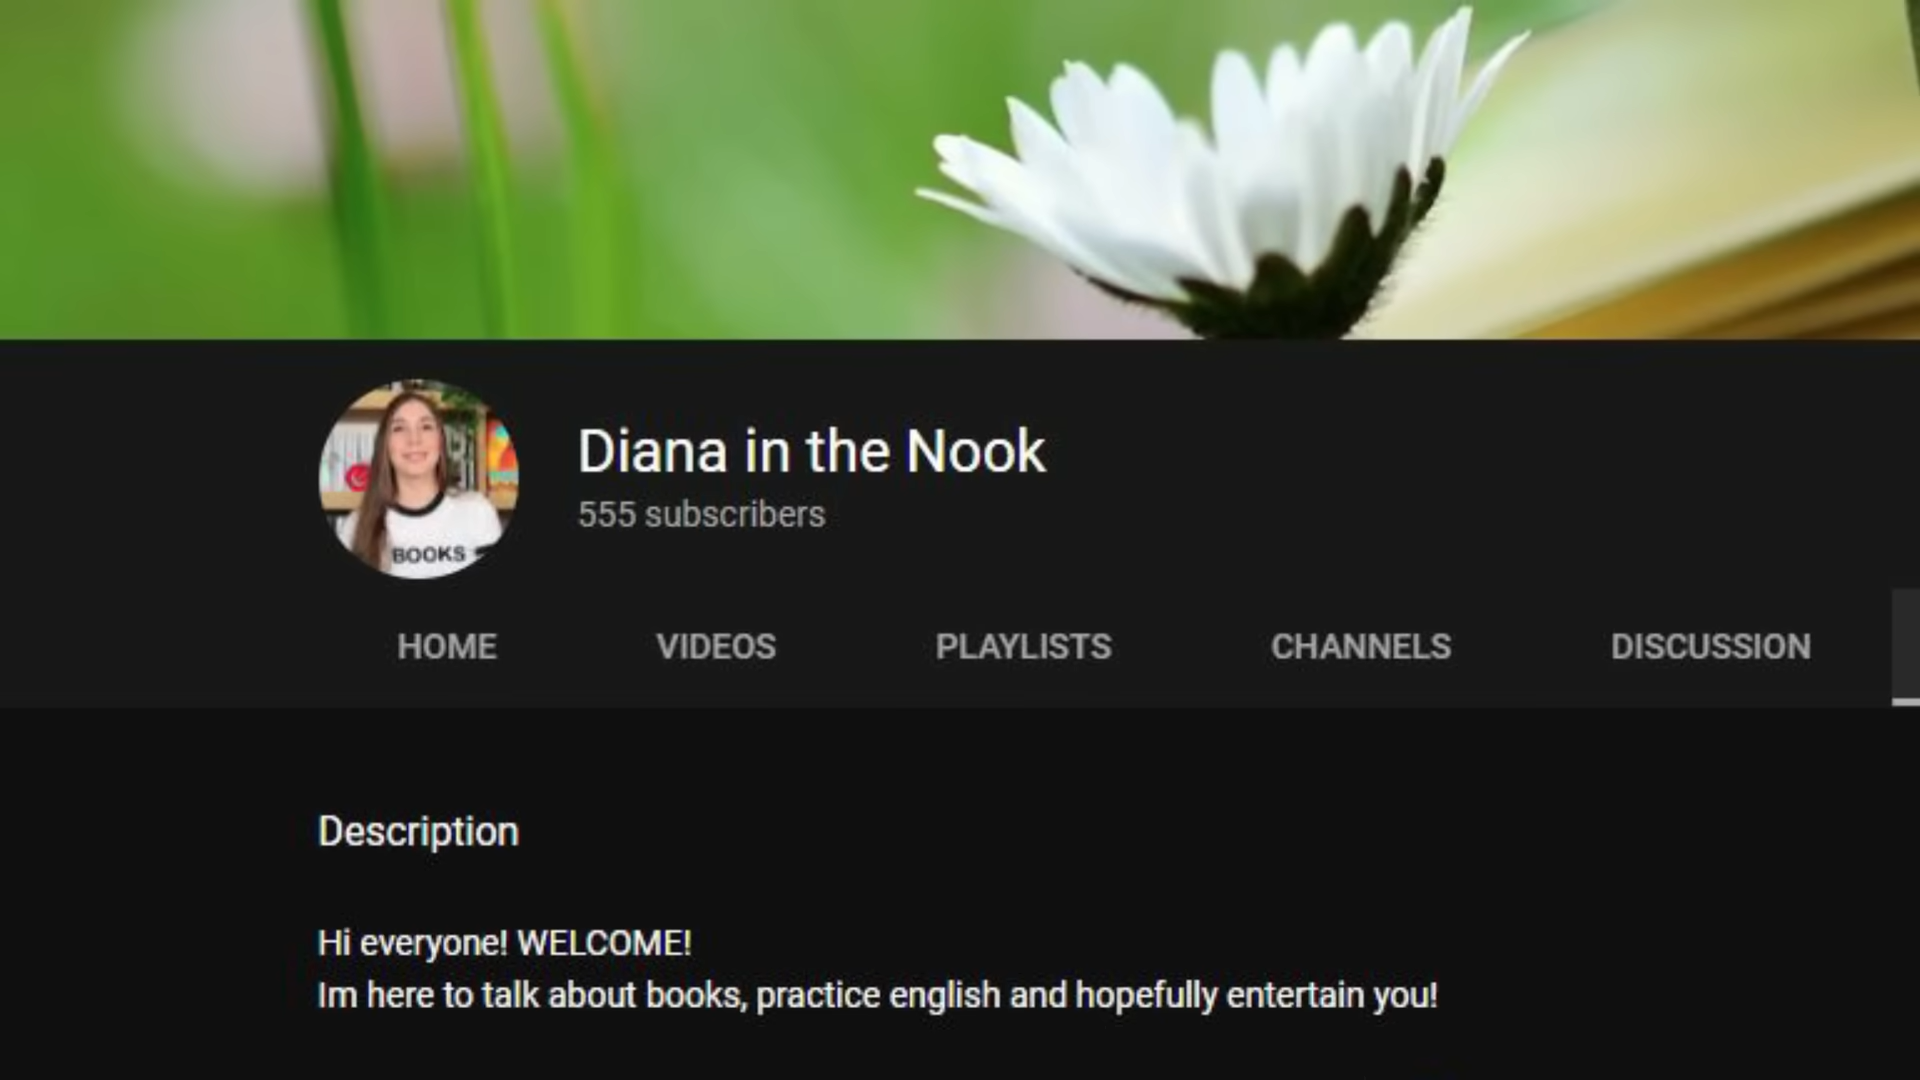 BOOKS
Diana in the Nook
555 subscribers
HOME VIDEOS PLAYLISTS CHANNELS DISCUSSION
Description
Hi everyone! WELCOME!
Im here to talk about books, practice english and hopefully entertain you!